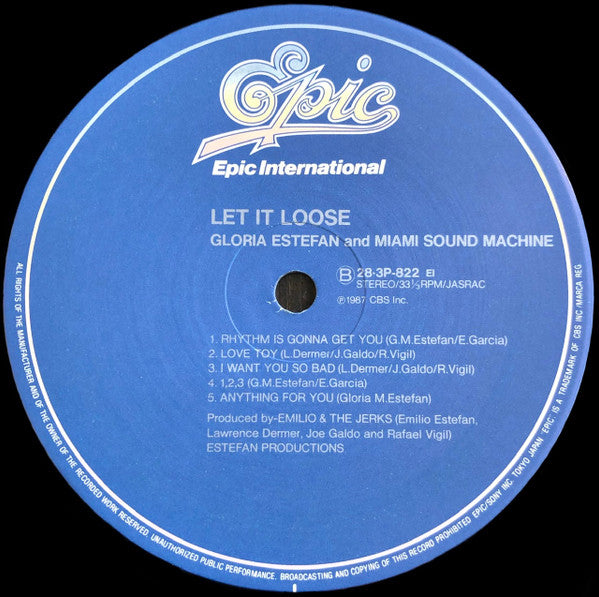 Epic
Epic International
LET IT LOOSE
GLORIA ESTEFAN and MIAMI SOUND MACHINE
B 28·3P-822 EI
STEREO/33⅓RPM/JASRAC
℗1987 CBS Inc.
1. RHYTHM IS GONNA GET YOU (G.M.Estefan/E.Garcia)
2. LOVE TOY (L.Dermer/J.Galdo/R.Vigil)
3. I WANT YOU SO BAD (L.Dermer/J.Galdo/R.Vigil)
4. 1,2,3 (G.M.Estefan/E.Garcia)
5. ANYTHING FOR YOU (Gloria M.Estefan)
Produced by-EMILIO & THE JERKS (Emilio Estefan,
Lawrence Dermer, Joe Galdo and Rafael Vigil)
ESTEFAN PRODUCTIONS
ALL RIGHTS OF THE MANUFACTURER AND OF THE OWNER OF THE RECORDED WORK RESERVED. UNAUTHORIZED PUBLIC PERFORMANCE. BROADCASTING AND COPYING OF THIS RECORD PROHIBITED EPIC/SONY INC. TOKYO JAPAN "EPIC" IS A TRADEMARK OF CBS INC /MARCA REG.